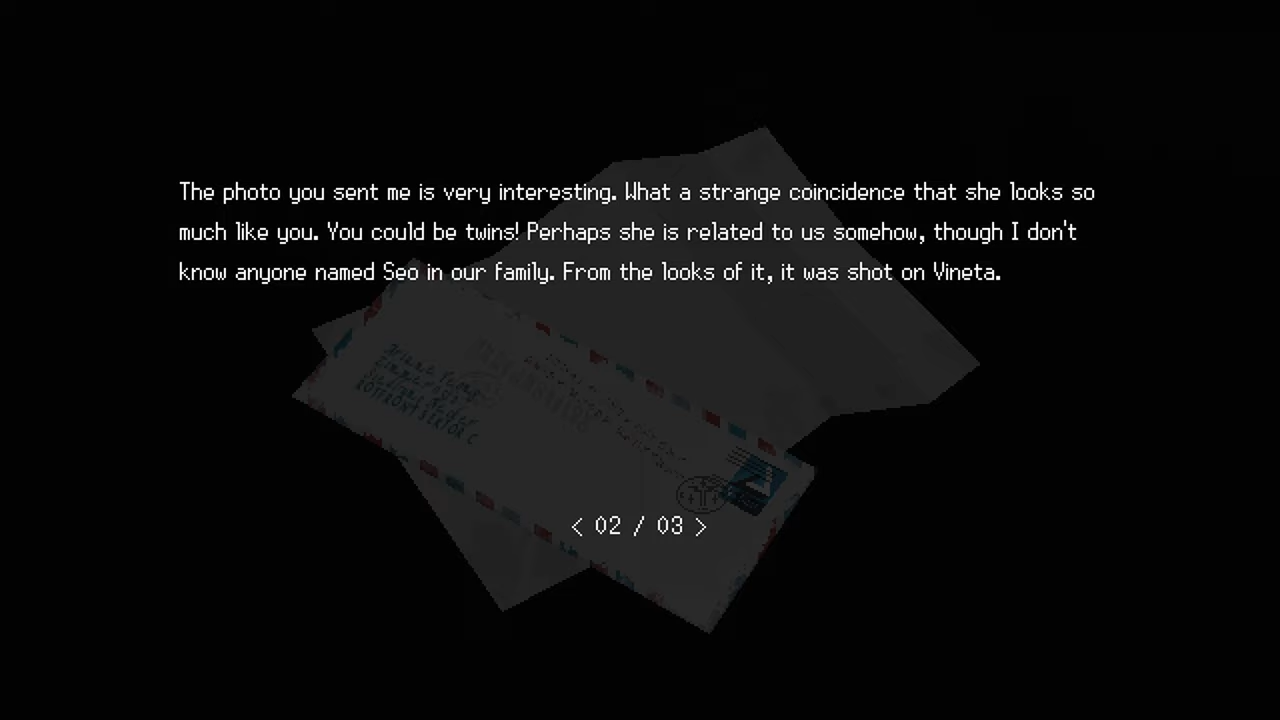 The photo you sent me is very interesting. What a strange coincidence that she looks so
much like you. You could be twins! Perhaps she is related to us somehow, though I don't
know anyone named Seo in our family. From the looks of it, it was shot on Vineta.
ROTFRONT SEKTOR C
< 02 / 03 >